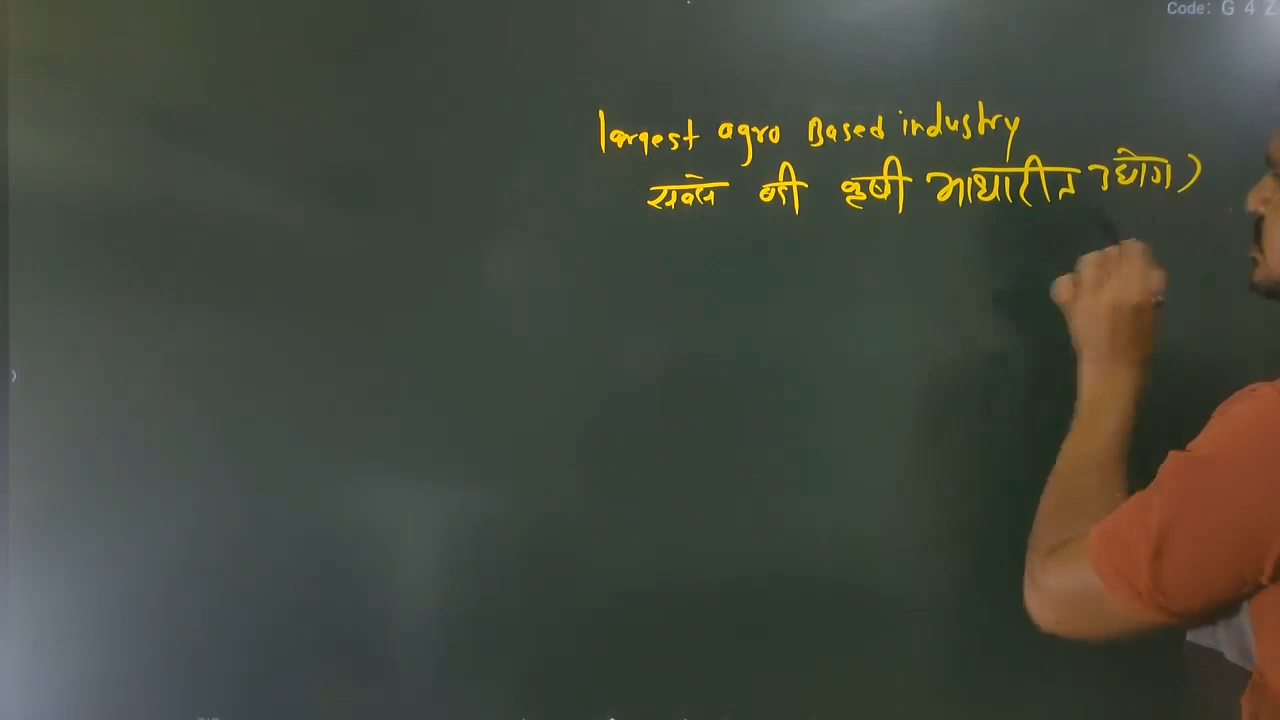 Code: G 4 Z
largest agro Based industry
सबसे बडी कृषी आधारीत उद्योग)